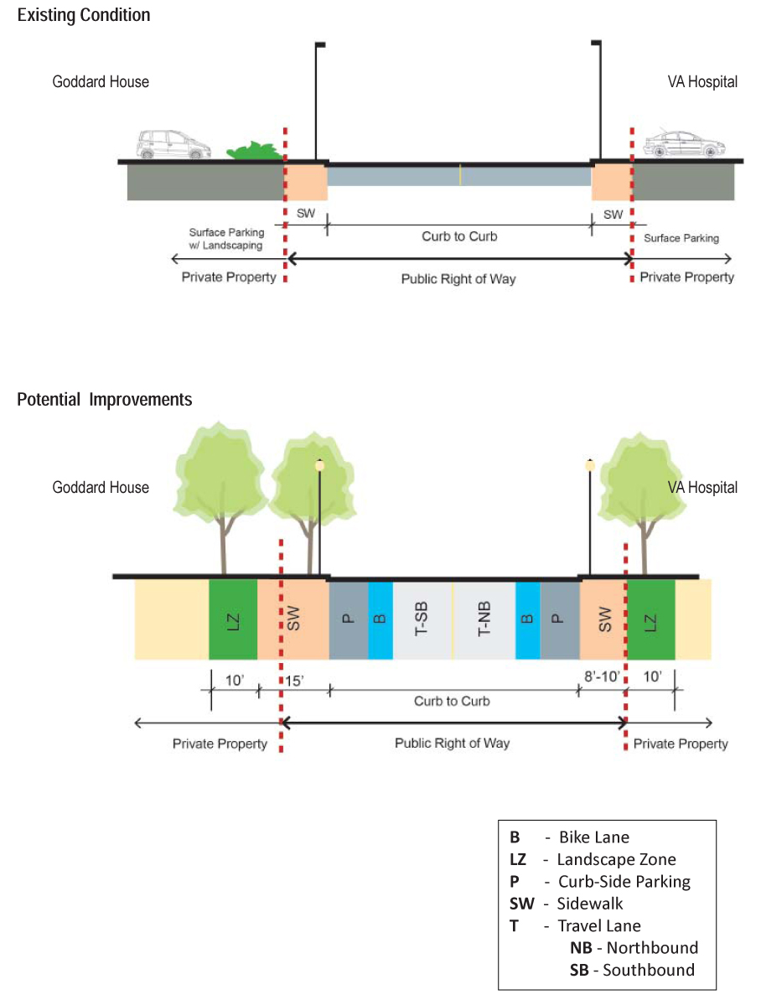 Existing Condition
Goddard House
VA Hospital
SW
SW
Curb to Curb
Surface Parking
w/ Landscaping
Surface Parking
Private Property
Public Right of Way
Private Property
Potential Improvements
Goddard House
VA Hospital
LZ
SW
P
B
T-SB
T-NB
B
P
SW
LZ
10’
15’
8’-10’
10’
Curb to Curb
Private Property
Public Right of Way
Private Property
B - Bike Lane
LZ - Landscape Zone
P - Curb-Side Parking
SW - Sidewalk
T - Travel Lane
NB - Northbound
SB - Southbound